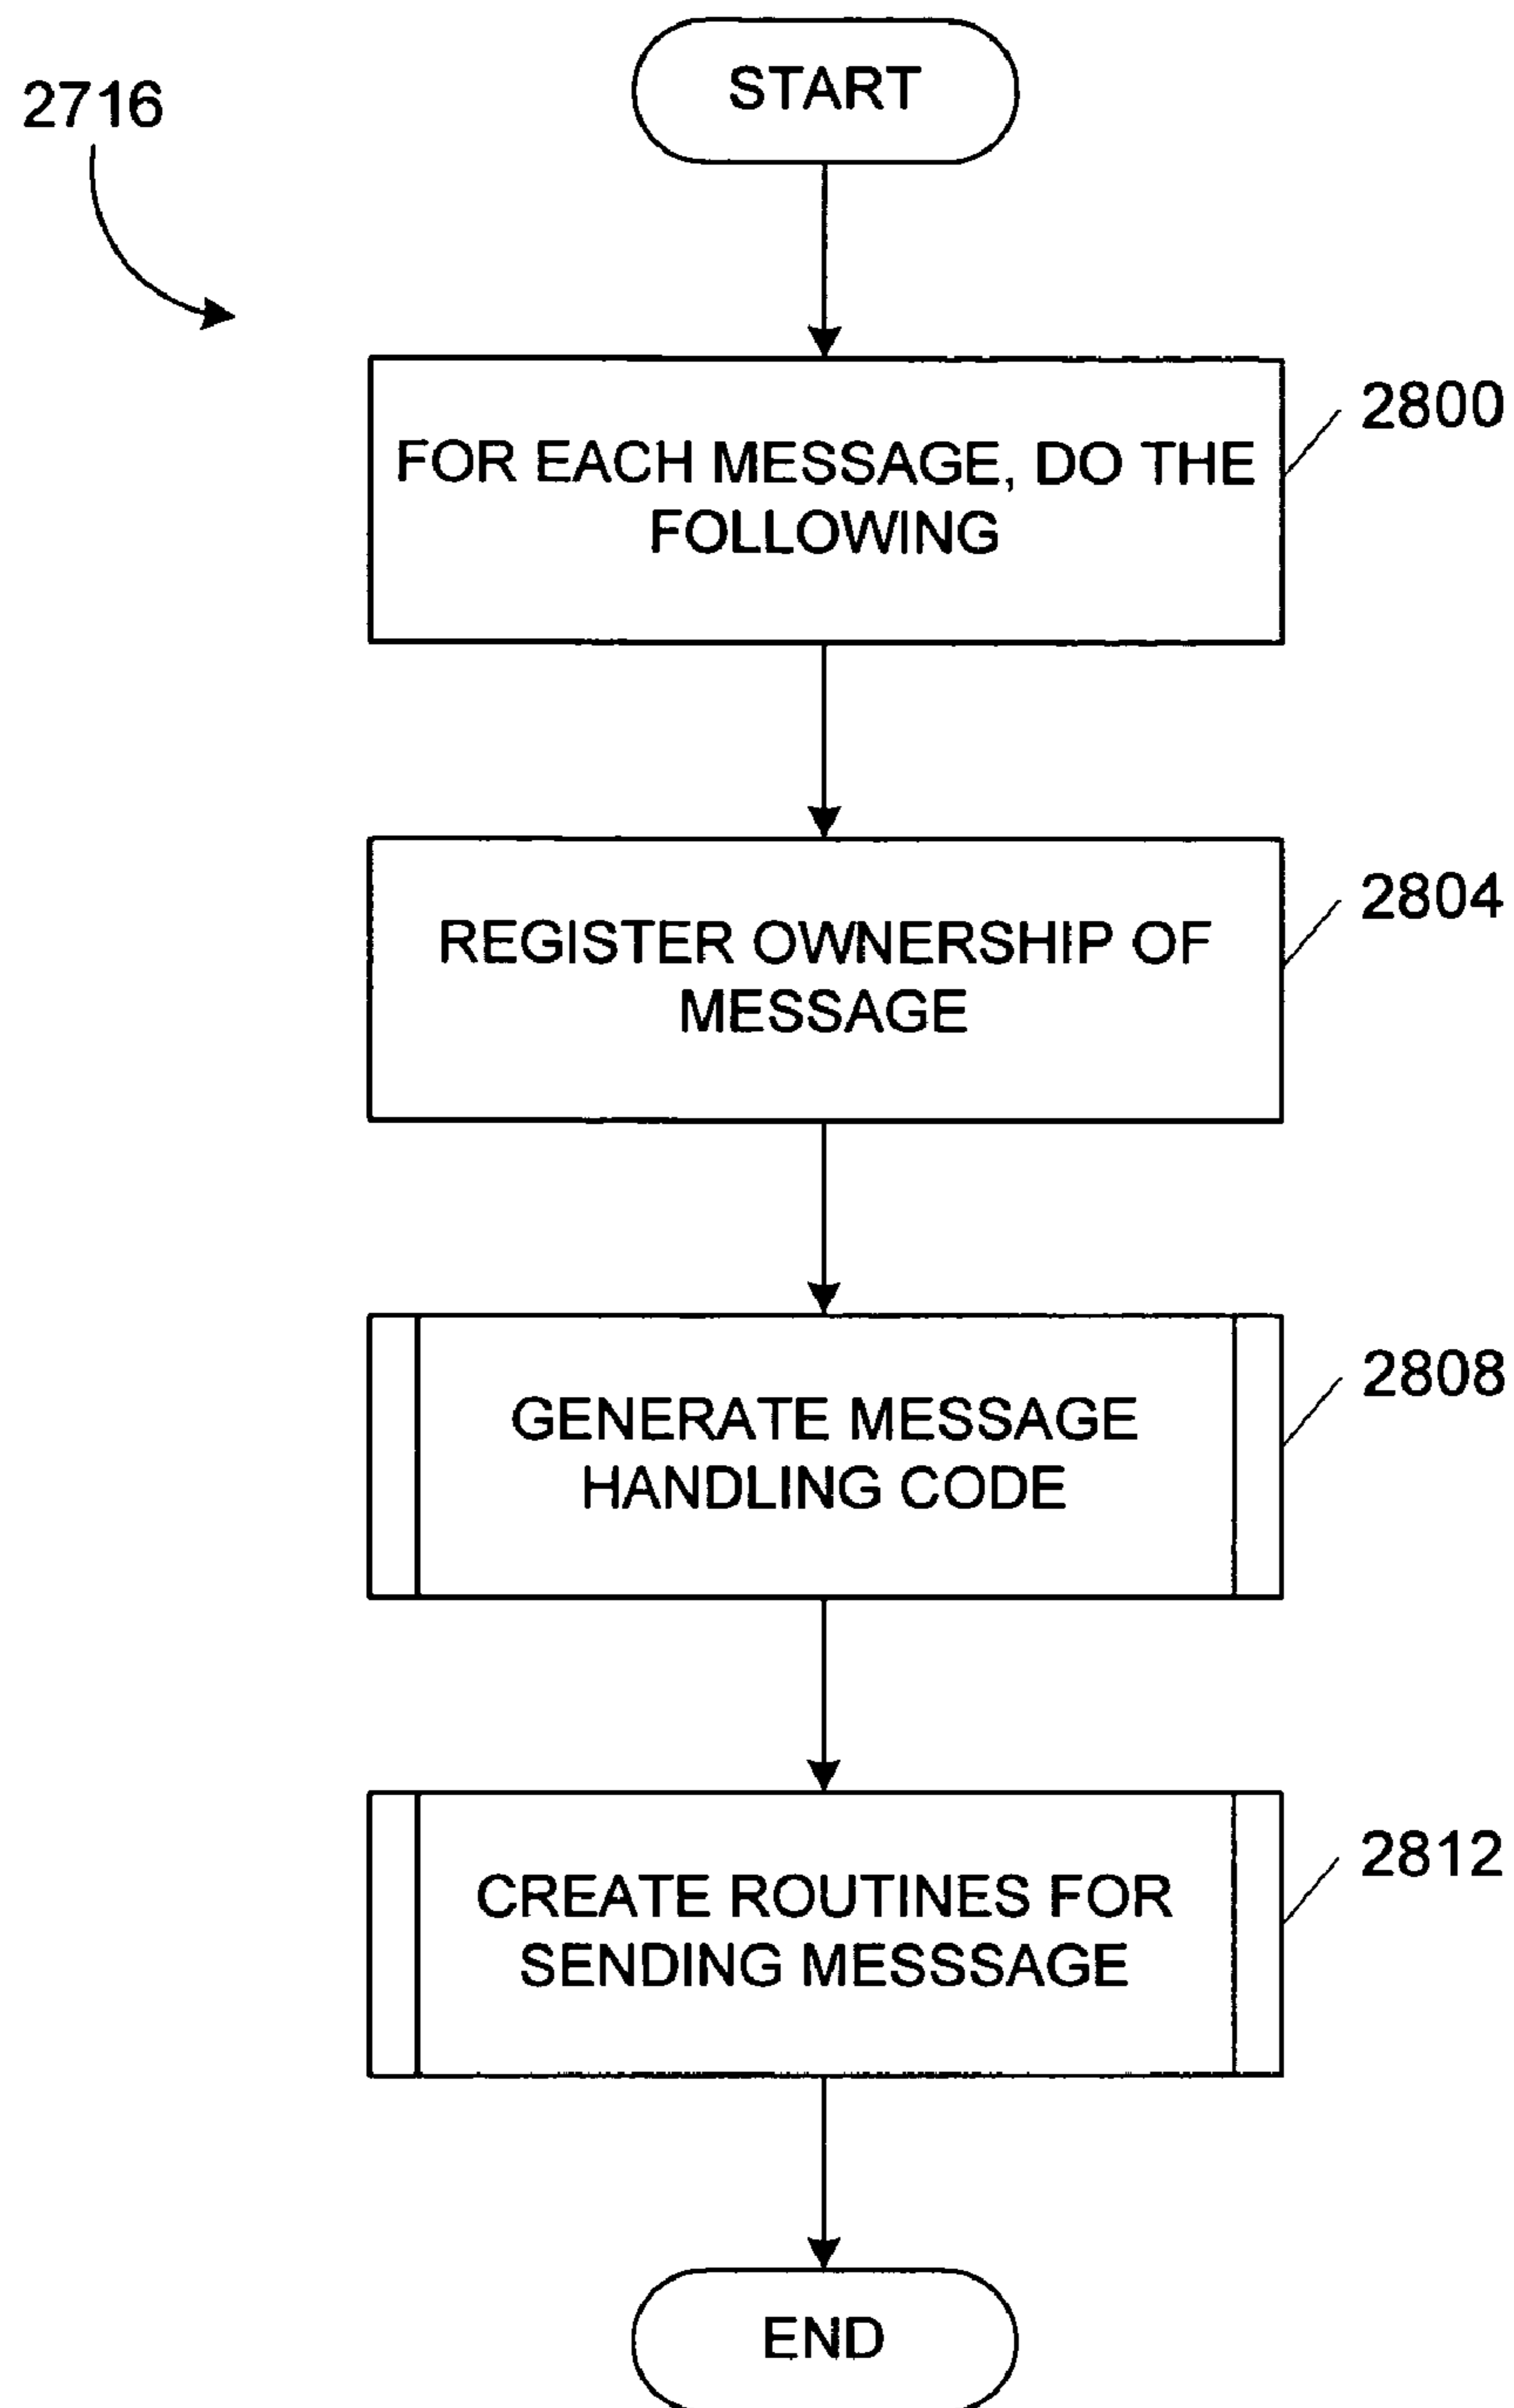 START
2716
FOR EACH MESSAGE, DO THE
FOLLOWING
2800
REGISTER OWNERSHIP OF
MESSAGE
2804
GENERATE MESSAGE
HANDLING CODE
2808
CREATE ROUTINES FOR
SENDING MESSSAGE
2812
END